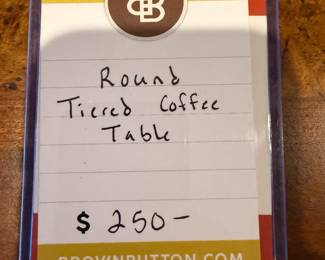 B
Round
Tiered Coffee
Table
$ 250-
BROWNBUTTON.COM